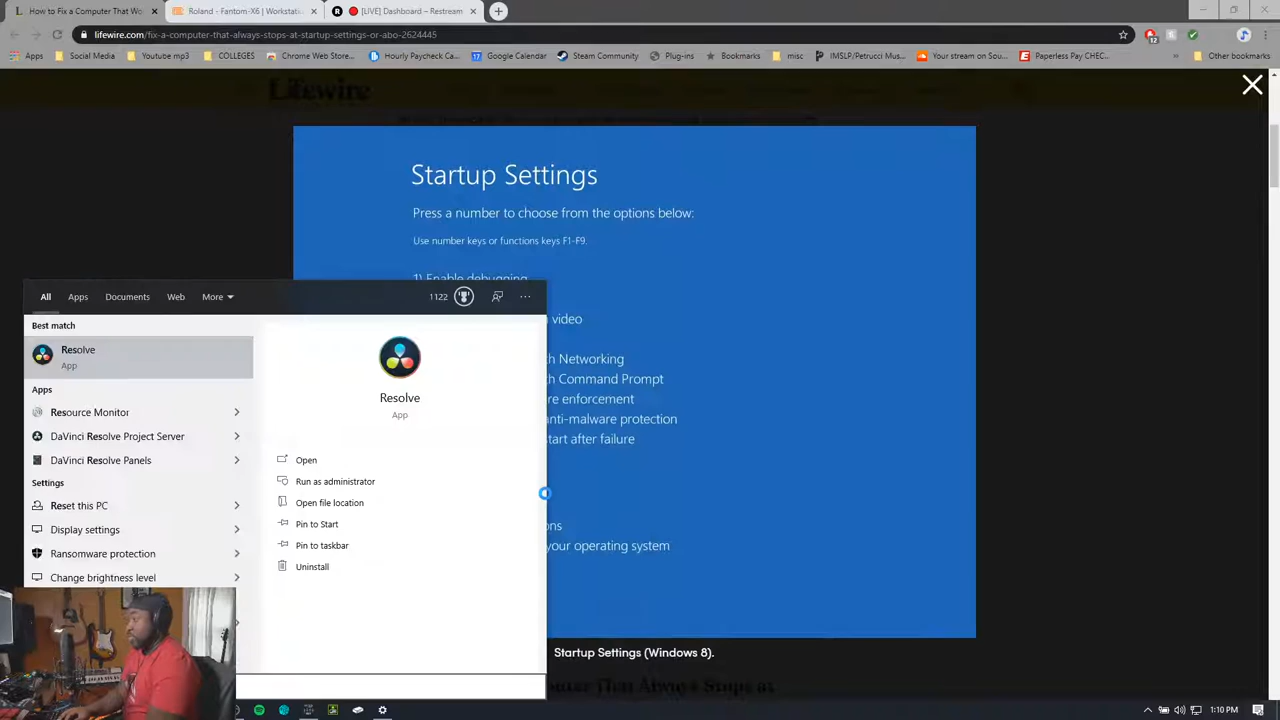 How to Fix a Computer That Wo
Roland - Fantom-X6 | Workstati
[LIVE] Dashboard – Restream
lifewire.com/fix-a-computer-that-always-stops-at-startup-settings-or-abo-2624445
12
Apps
Social Media
Youtube mp3
COLLEGES
Chrome Web Store...
Hourly Paycheck Ca...
17 Google Calendar
Steam Community
Plug-ins
Bookmarks
misc
IMSLP/Petrucci Mus...
Your stream on Sou...
Paperless Pay CHEC...
Other bookmarks
Lifewire
Startup Settings
Press a number to choose from the options below:
Use number keys or functions keys F1-F9.
1) Enable debugging
video
th Networking
th Command Prompt
re enforcement
anti-malware protection
start after failure
ons
your operating system
Startup Settings (Windows 8).
All
Apps
Documents
Web
More
1122
Best match
Resolve
App
Apps
Resource Monitor
DaVinci Resolve Project Server
DaVinci Resolve Panels
Settings
Reset this PC
Display settings
Ransomware protection
Change brightness level
Resolve
App
Open
Run as administrator
Open file location
Pin to Start
Pin to taskbar
Uninstall
1:10 PM